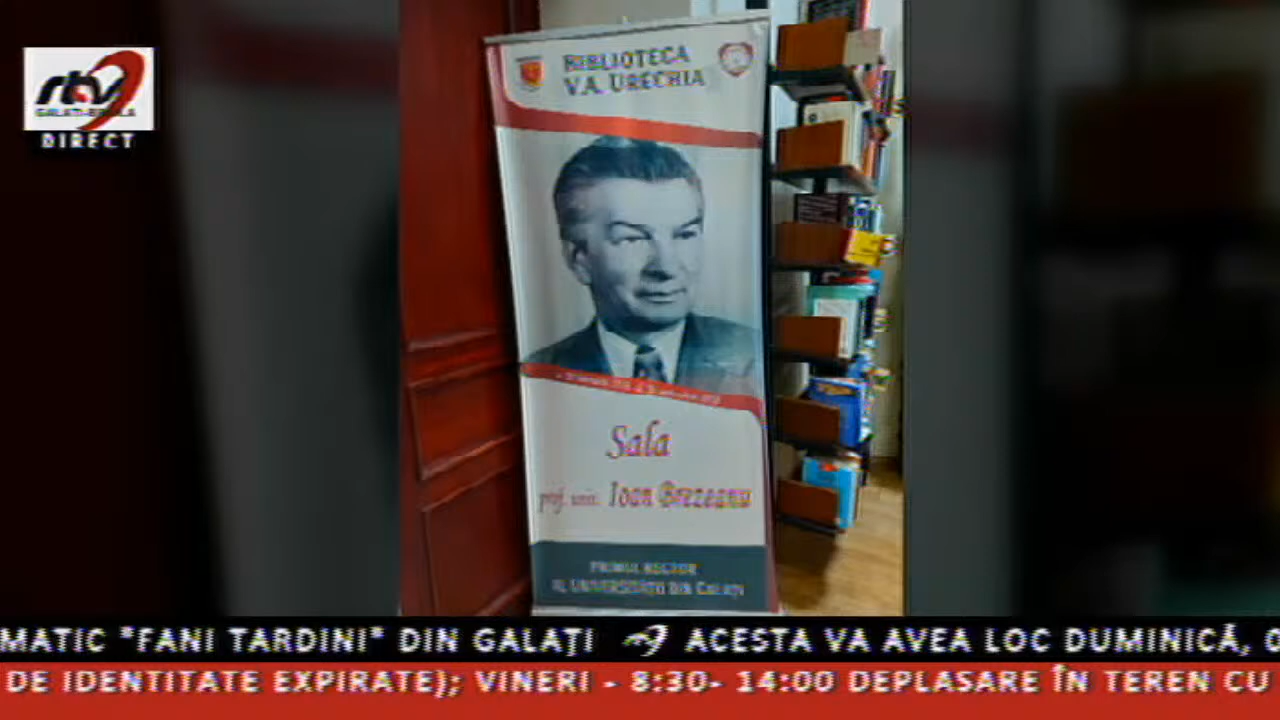 BIBLIOTECA
V.A. URECHIA
rtv
GALAȚI-BRĂILA
DIRECT
Sala
prof. univ. Ioan Brezeanu
PRIMUL RECTOR
AL UNIVERSITĂȚII DIN GALAȚI
MATIC "FANI TARDINI" DIN GALAȚI ACESTA VA AVEA LOC DUMINICĂ,
DE IDENTITATE EXPIRATE); VINERI - 8:30- 14:00 DEPLASARE ÎN TEREN CU